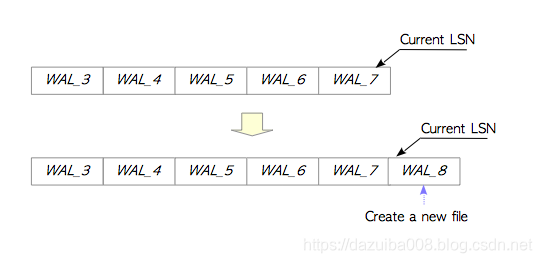 Current LSN
WAL_3 WAL_4 WAL_5 WAL_6 WAL_7
Current LSN
WAL_3 WAL_4 WAL_5 WAL_6 WAL_7 WAL_8
Create a new file
https://dazuiba008.blog.csdn.net